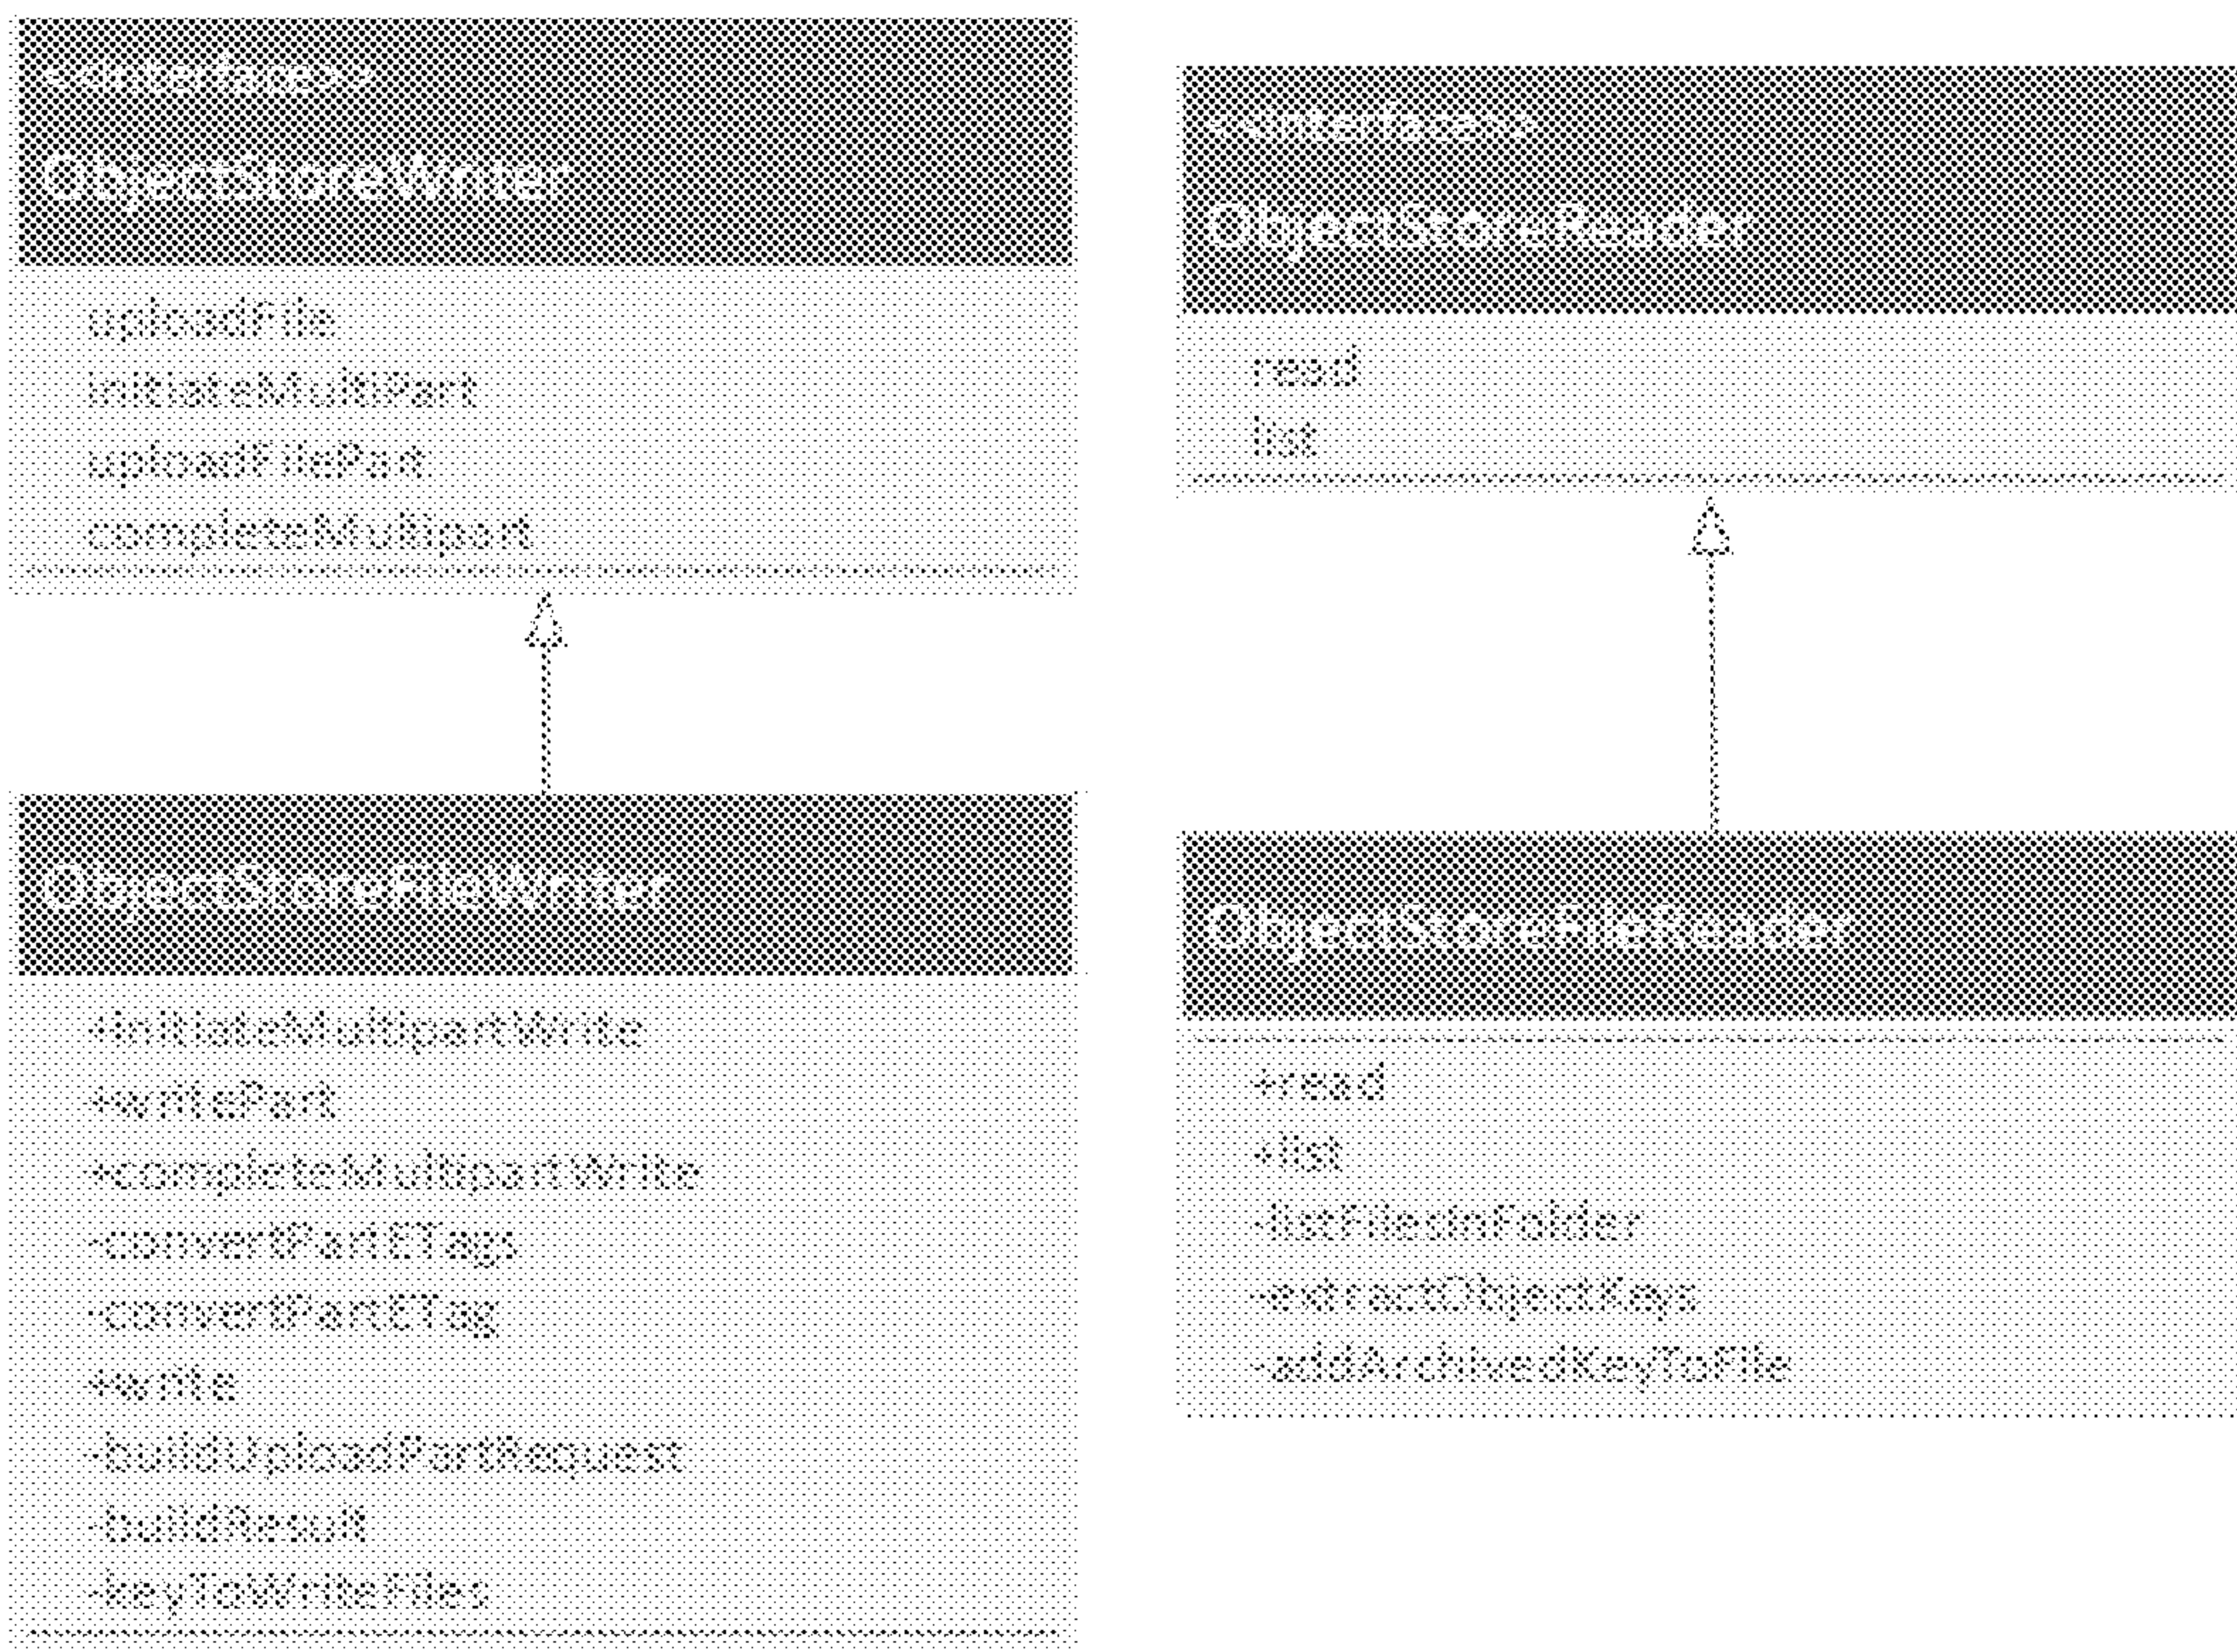 <<interface>>
ObjectStoreWriter
uploadFile
initiateMultiPart
uploadFilePart
completeMultipart
ObjectStoreFileWriter
+initiateMultipartWrite
+writePart
+completeMultipartWrite
-convertPartETags
-convertPartETag
+write
-buildUploadPartRequest
-buildResult
-keyToWriteFiles
<<interface>>
ObjectStoreReader
read
list
ObjectStoreFileReader
+read
+list
-listFilesInFolder
-extractObjectKeys
-addArchivedKeyToFile